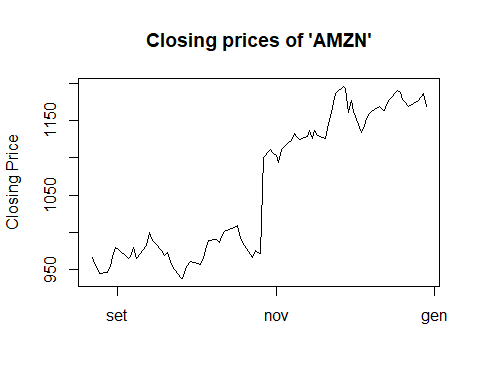 Closing prices of 'AMZN'
Closing Price
1150
1050
950
set
nov
gen